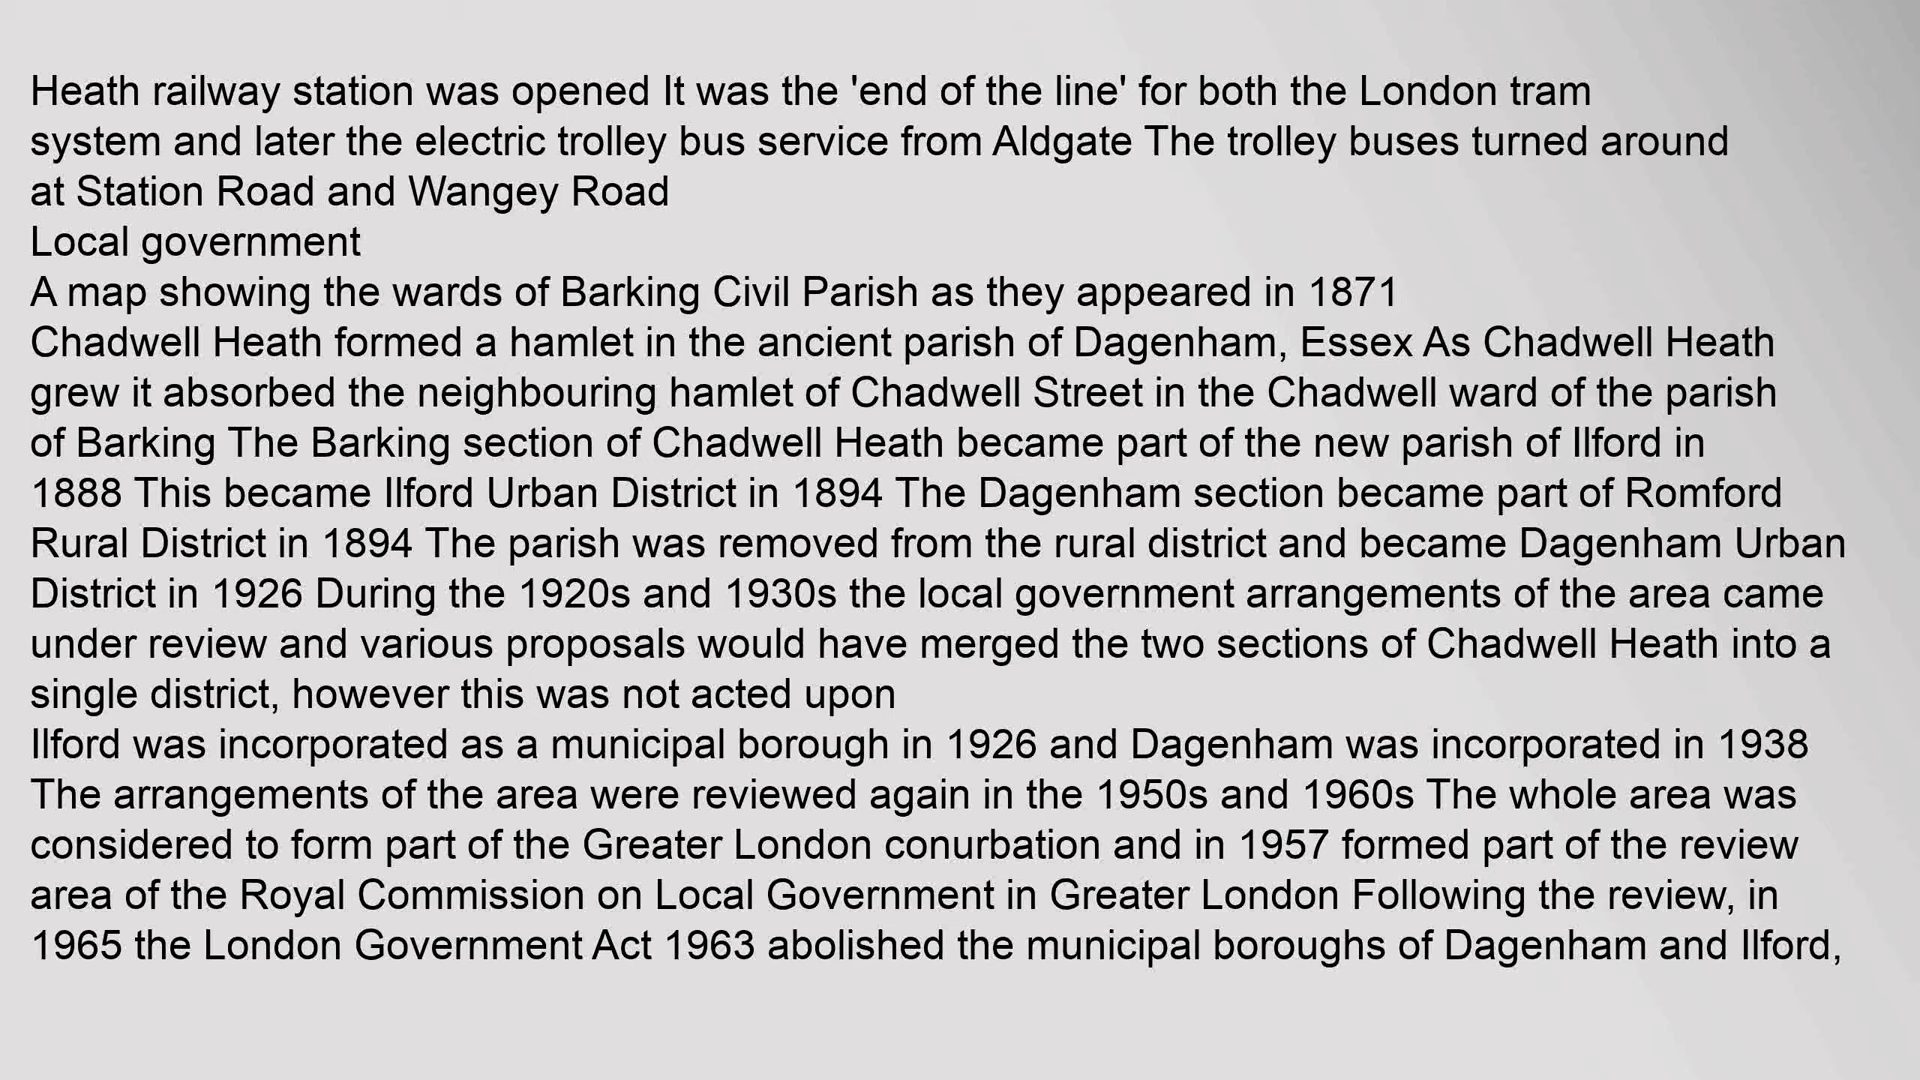 Heath railway station was opened It was the 'end of the line' for both the London tram
system and later the electric trolley bus service from Aldgate The trolley buses turned around
at Station Road and Wangey Road
Local government
A map showing the wards of Barking Civil Parish as they appeared in 1871
Chadwell Heath formed a hamlet in the ancient parish of Dagenham, Essex As Chadwell Heath
grew it absorbed the neighbouring hamlet of Chadwell Street in the Chadwell ward of the parish
of Barking The Barking section of Chadwell Heath became part of the new parish of Ilford in
1888 This became Ilford Urban District in 1894 The Dagenham section became part of Romford
Rural District in 1894 The parish was removed from the rural district and became Dagenham Urban
District in 1926 During the 1920s and 1930s the local government arrangements of the area came
under review and various proposals would have merged the two sections of Chadwell Heath into a
single district, however this was not acted upon
Ilford was incorporated as a municipal borough in 1926 and Dagenham was incorporated in 1938
The arrangements of the area were reviewed again in the 1950s and 1960s The whole area was
considered to form part of the Greater London conurbation and in 1957 formed part of the review
area of the Royal Commission on Local Government in Greater London Following the review, in
1965 the London Government Act 1963 abolished the municipal boroughs of Dagenham and Ilford,